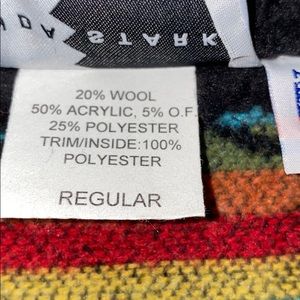 STARK
20% WOOL
50% ACRYLIC, 5% O.F.
25% POLYESTER
TRIM/INSIDE:100%
POLYESTER
REGULAR